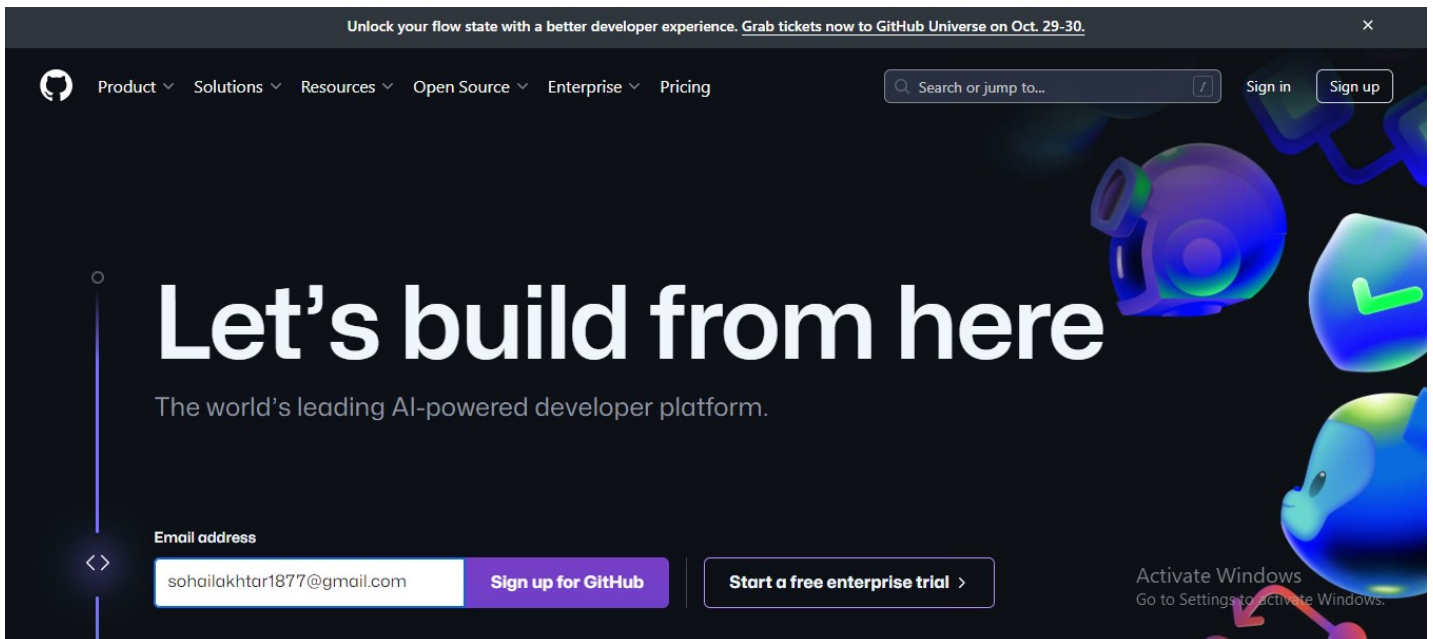 Unlock your flow state with a better developer experience. Grab tickets now to GitHub Universe on Oct. 29-30. ×
Product Solutions Resources Open Source Enterprise Pricing Search or jump to... / Sign in Sign up
Let’s build from here
The world’s leading AI-powered developer platform.
Email address
sohailakhtar1877@gmail.com Sign up for GitHub Start a free enterprise trial >
Activate Windows
Go to Settings to activate Windows.